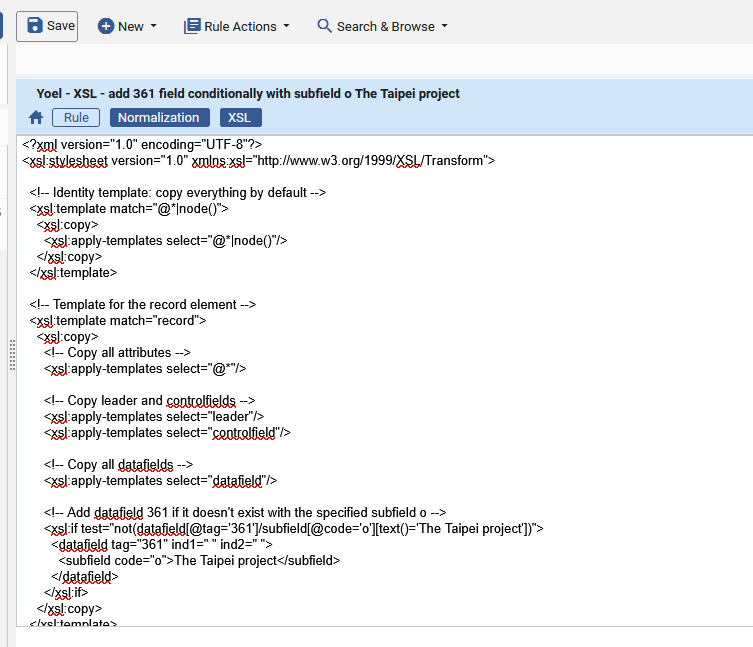 Save New Rule Actions Search & Browse
Yoel - XSL - add 361 field conditionally with subfield o The Taipei project
Rule Normalization XSL
<?xml version="1.0" encoding="UTF-8"?>
<xsl:stylesheet version="1.0" xmlns:xsl="http://www.w3.org/1999/XSL/Transform">
<!-- Identity template: copy everything by default -->
<xsl:template match="@*|node()">
<xsl:copy>
<xsl:apply-templates select="@*|node()"/>
</xsl:copy>
</xsl:template>
<!-- Template for the record element -->
<xsl:template match="record">
<xsl:copy>
<!-- Copy all attributes -->
<xsl:apply-templates select="@*"/>
<!-- Copy leader and controlfields -->
<xsl:apply-templates select="leader"/>
<xsl:apply-templates select="controlfield"/>
<!-- Copy all datafields -->
<xsl:apply-templates select="datafield"/>
<!-- Add datafield 361 if it doesn't exist with the specified subfield o -->
<xsl:if test="not(datafield[@tag='361']/subfield[@code='o'][text()='The Taipei project'])">
<datafield tag="361" ind1=" " ind2=" ">
<subfield code="o">The Taipei project</subfield>
</datafield>
</xsl:if>
</xsl:copy>
</xsl:template>